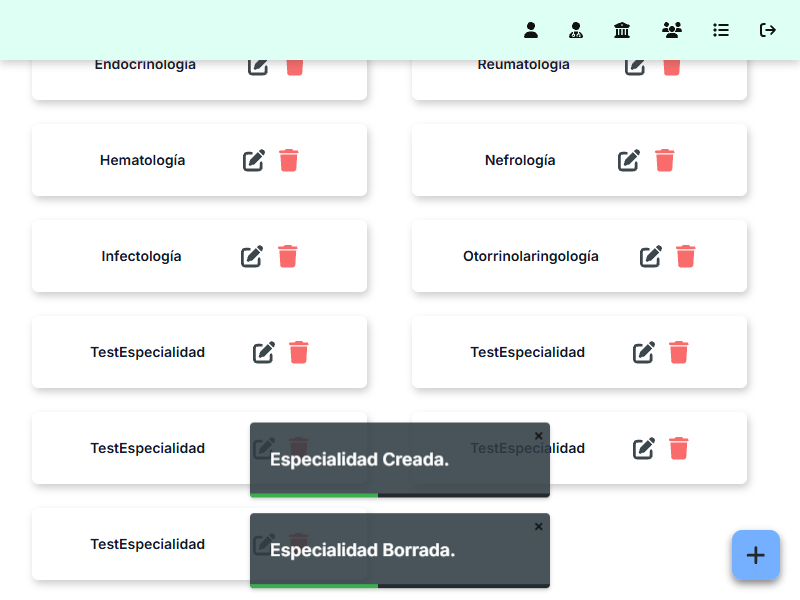 Endocrinología
Reumatología
Hematología
Nefrología
Infectología
Otorrinolaringología
TestEspecialidad
TestEspecialidad
TestEspecialidad
TestEspecialidad
Especialidad Creada.
TestEspecialidad
Especialidad Borrada.